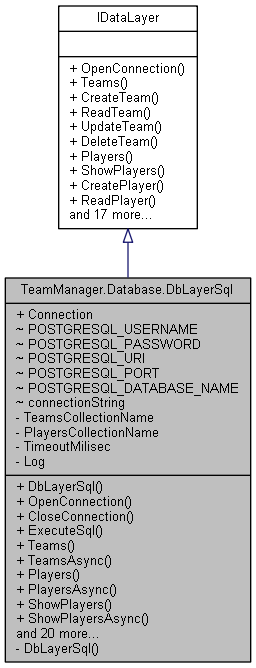 IDataLayer
+ OpenConnection()
+ Teams()
+ CreateTeam()
+ ReadTeam()
+ UpdateTeam()
+ DeleteTeam()
+ Players()
+ ShowPlayers()
+ CreatePlayer()
+ ReadPlayer()
and 17 more...
TeamManager.Database.DbLayerSql
+ Connection
~ POSTGRESQL_USERNAME
~ POSTGRESQL_PASSWORD
~ POSTGRESQL_URI
~ POSTGRESQL_PORT
~ POSTGRESQL_DATABASE_NAME
~ connectionString
- TeamsCollectionName
- PlayersCollectionName
- TimeoutMilisec
- Log
+ DbLayerSql()
+ OpenConnection()
+ CloseConnection()
+ ExecuteSql()
+ Teams()
+ TeamsAsync()
+ Players()
+ PlayersAsync()
+ ShowPlayers()
+ ShowPlayersAsync()
and 20 more...
- DbLayerSql()